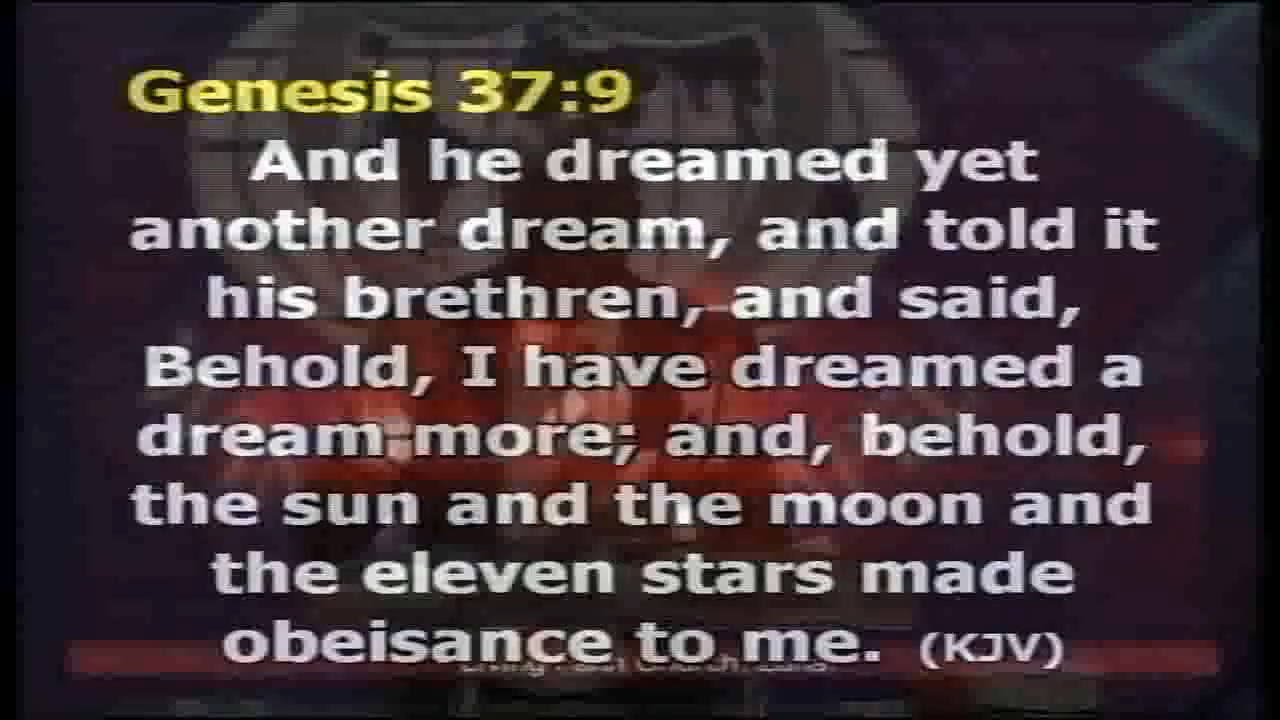 Genesis 37:9
And he dreamed yet
another dream, and told it
his brethren, and said,
Behold, I have dreamed a
dream more; and, behold,
the sun and the moon and
the eleven stars made
obeisance to me. (KJV)